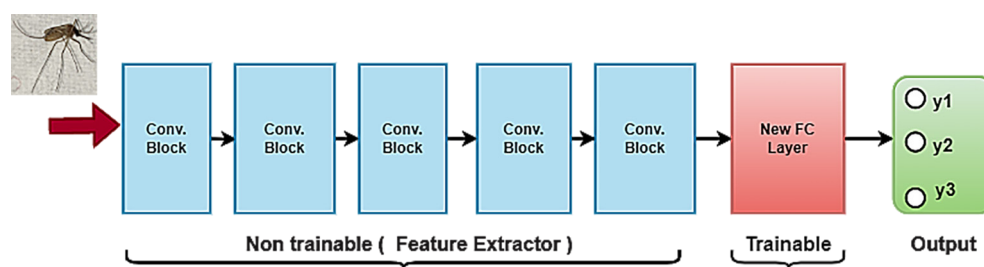 Conv.
Block
Conv.
Block
Conv.
Block
Conv.
Block
Conv.
Block
New FC
Layer
y1
y2
y3
Non trainable ( Feature Extractor )
Trainable
Output